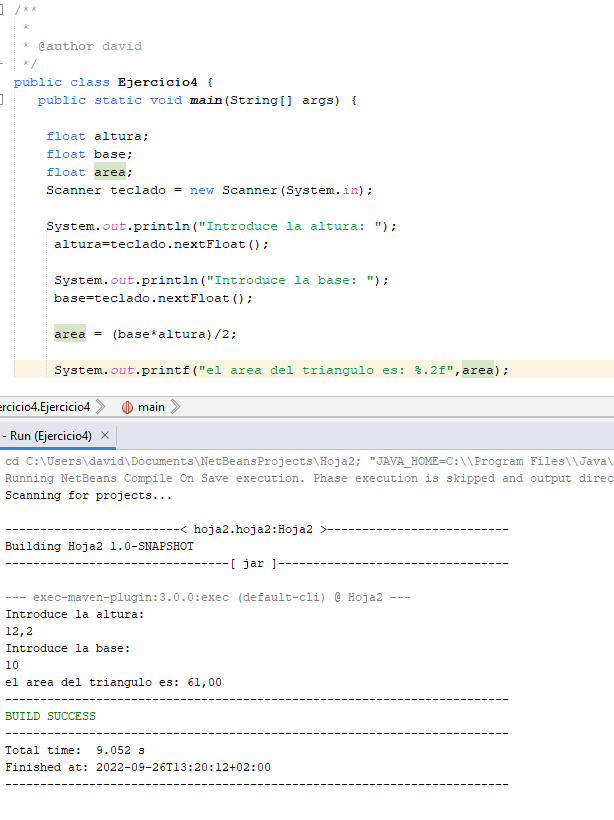 /**
 *
 * @author david
 */
public class Ejercicio4 {
   public static void main(String[] args) {
    float altura;
    float base;
    float area;
    Scanner teclado = new Scanner(System.in);
    System.out.println("Introduce la altura: ");
     altura=teclado.nextFloat();
     System.out.println("Introduce la base: ");
     base=teclado.nextFloat();
     area = (base*altura)/2;
     System.out.printf("el area del triangulo es: %.2f",area);
ercicio4.Ejercicio4 > main >
- Run (Ejercicio4) ×
cd C:\Users\david\Documents\NetBeansProjects\Hoja2; "JAVA_HOME=C:\\Program Files\\Java\
Running NetBeans Compile On Save execution. Phase execution is skipped and output direc
Scanning for projects...
-------------------------< hoja2.hoja2:Hoja2 >--------------------------
Building Hoja2 1.0-SNAPSHOT
--------------------------------[ jar ]---------------------------------
--- exec-maven-plugin:3.0.0:exec (default-cli) @ Hoja2 ---
Introduce la altura:
12,2
Introduce la base:
10
el area del triangulo es: 61,00
------------------------------------------------------------------------
BUILD SUCCESS
------------------------------------------------------------------------
Total time:  9.052 s
Finished at: 2022-09-26T13:20:12+02:00
------------------------------------------------------------------------